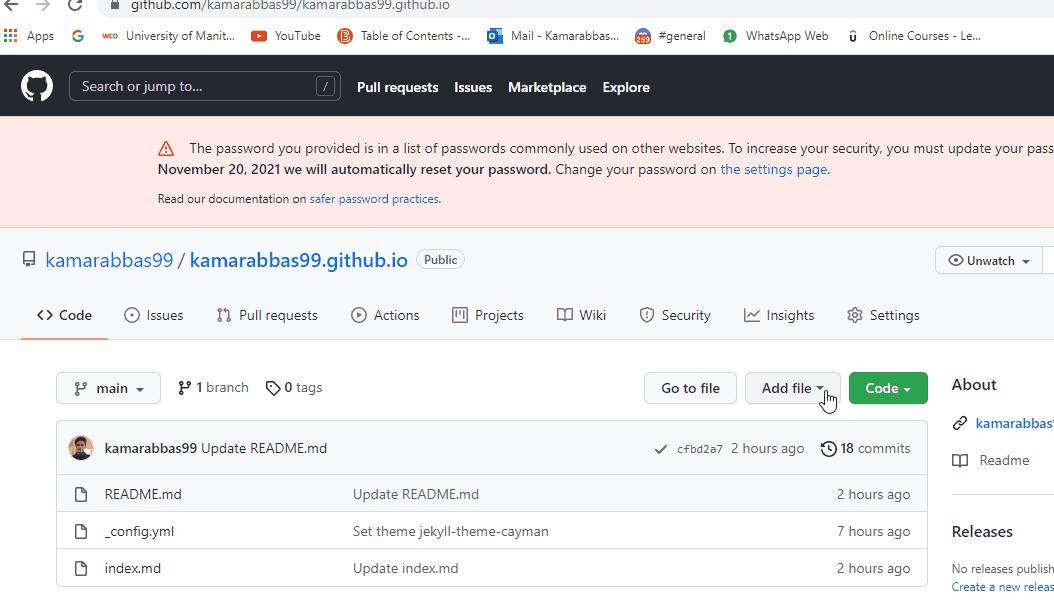 github.com/kamarabbas99/kamarabbas99.github.io
Apps University of Manit... YouTube Table of Contents -... Mail - Kamarabbas... 259 #general 1 WhatsApp Web Online Courses - Le...
Search or jump to... / Pull requests Issues Marketplace Explore
The password you provided is in a list of passwords commonly used on other websites. To increase your security, you must update your pass
November 20, 2021 we will automatically reset your password. Change your password on the settings page.
Read our documentation on safer password practices.
kamarabbas99 / kamarabbas99.github.io Public Unwatch
Code Issues Pull requests Actions Projects Wiki Security Insights Settings
main 1 branch 0 tags Go to file Add file Code About
kamarabbas99 Update README.md cfbd2a7 2 hours ago 18 commits
kamarabbas9
Readme
README.md Update README.md 2 hours ago
_config.yml Set theme jekyll-theme-cayman 7 hours ago
index.md Update index.md 2 hours ago
Releases
No releases publish
Create a new releas